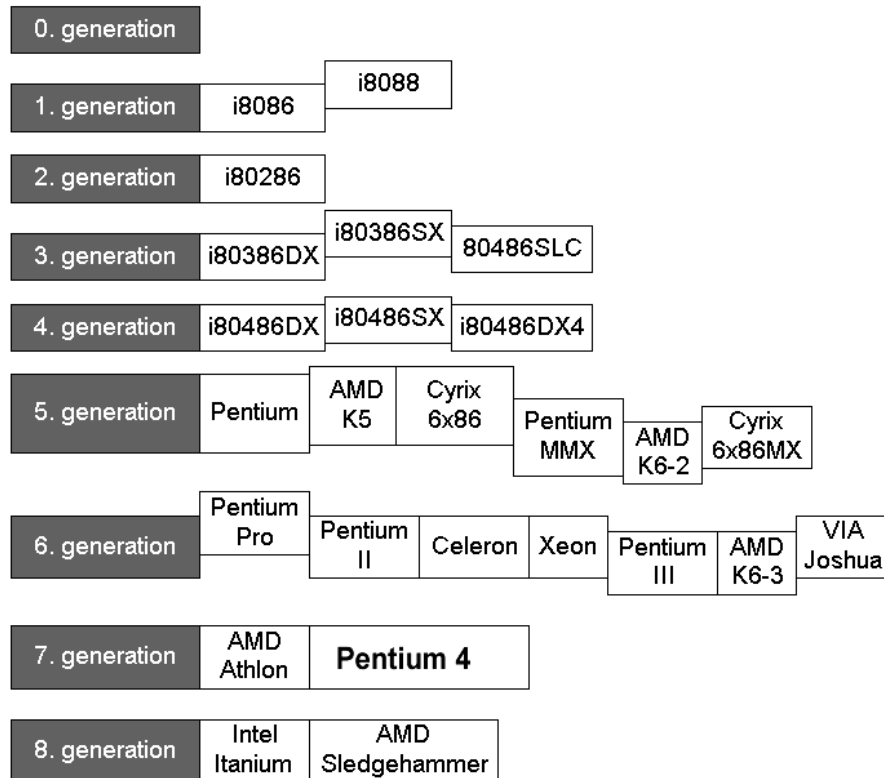 0. generation
1. generation
i8086
i8088
2. generation
i80286
3. generation
i80386DX
i80386SX
80486SLC
4. generation
i80486DX
i80486SX
i80486DX4
5. generation
Pentium
AMD
K5
Cyrix
6x86
Pentium
MMX
AMD
K6-2
Cyrix
6x86MX
6. generation
Pentium
Pro
Pentium
II
Celeron
Xeon
Pentium
III
AMD
K6-3
VIA
Joshua
7. generation
AMD
Athlon
Pentium 4
8. generation
Intel
Itanium
AMD
Sledgehammer